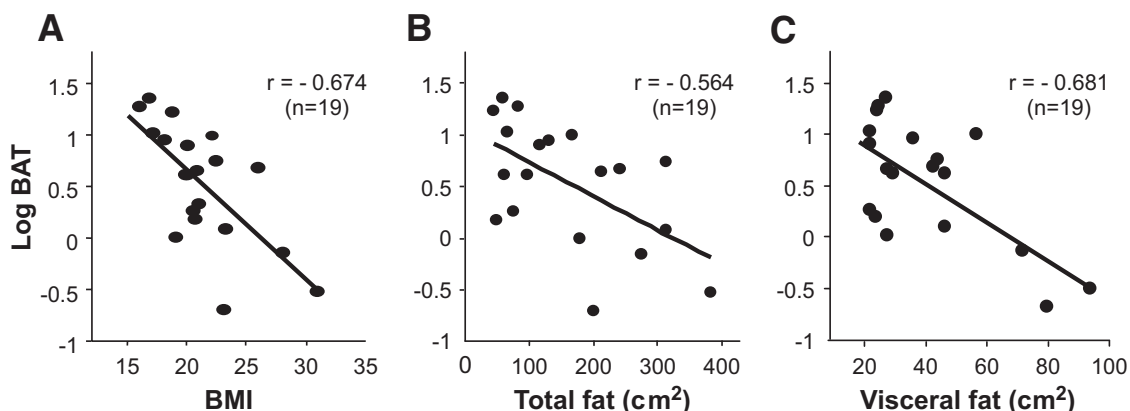 A
B
C
r = - 0.674
(n=19)
r = - 0.564
(n=19)
r = - 0.681
(n=19)
Log BAT
1.5
1
0.5
0
-0.5
-1
15 20 25 30 35
BMI
1.5
1
0.5
0
-0.5
-1
0 100 200 300 400
Total fat (cm²)
1.5
1
0.5
0
-0.5
-1
20 40 60 80 100
Visceral fat (cm²)